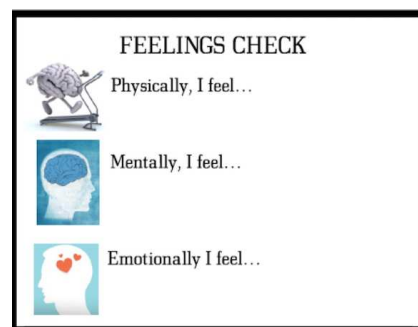 FEELINGS CHECK
Physically, I feel...
Mentally, I feel...
Emotionally I feel...